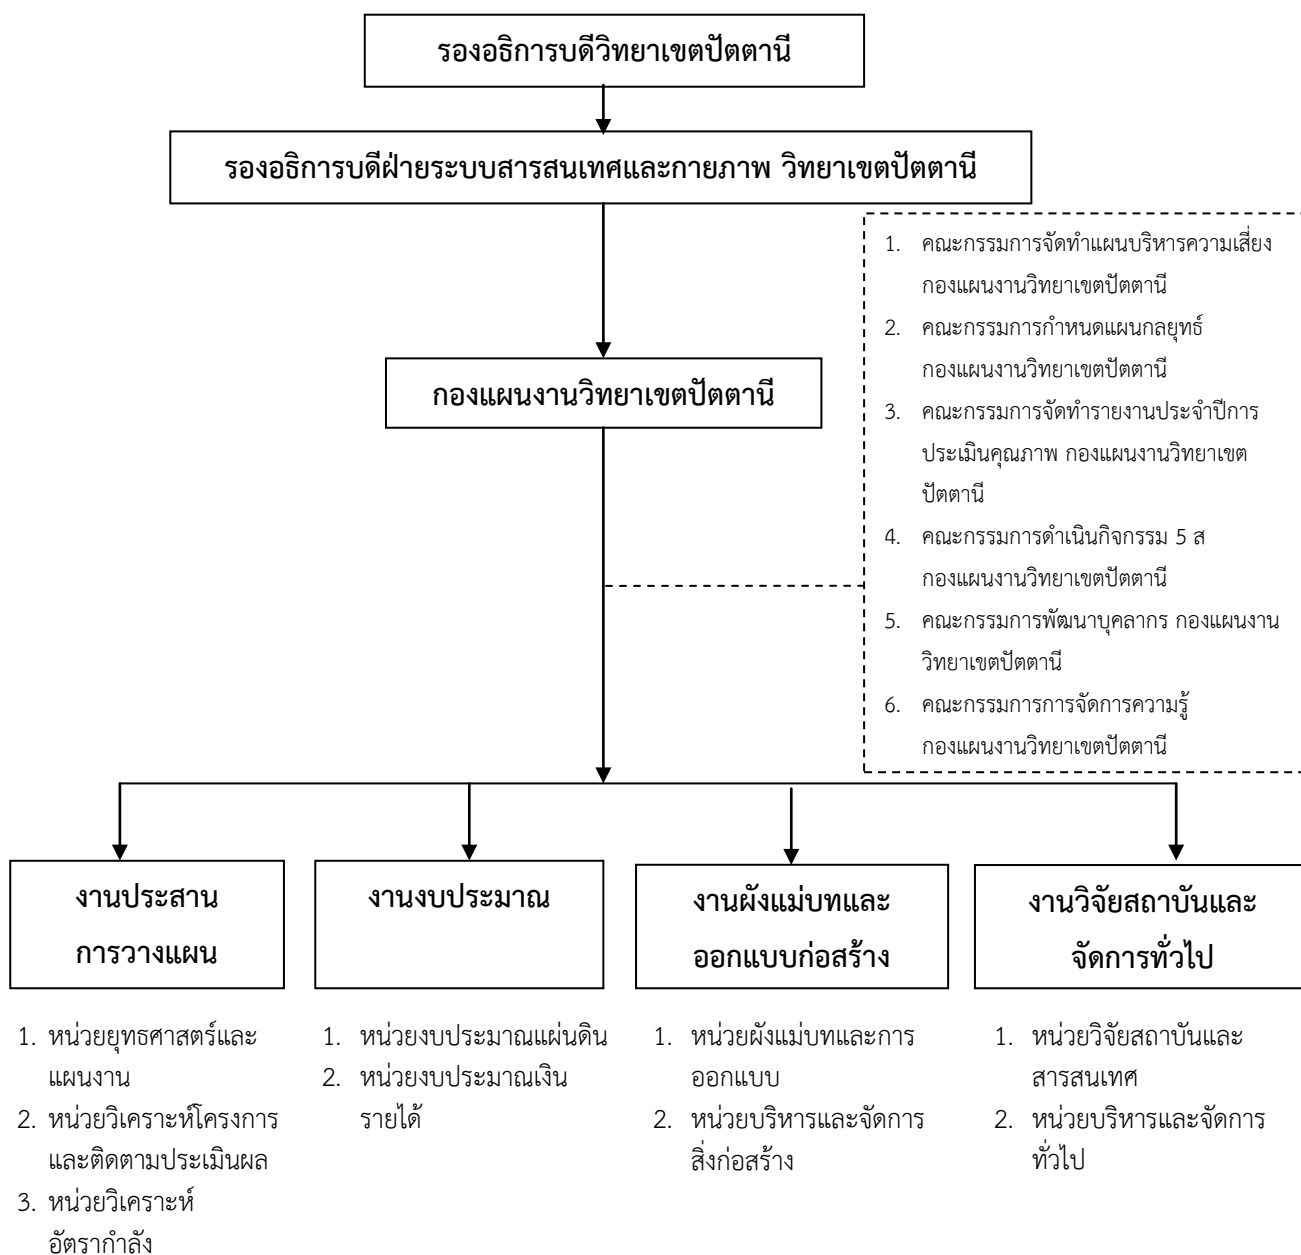 รองอธิการบดีวิทยาเขตปัตตานี
รองอธิการบดีฝ่ายระบบสารสนเทศและกายภาพ วิทยาเขตปัตตานี
กองแผนงานวิทยาเขตปัตตานี
1. คณะกรรมการจัดทำแผนบริหารความเสี่ยง
กองแผนงานวิทยาเขตปัตตานี
2. คณะกรรมการกำหนดแผนกลยุทธ์
กองแผนงานวิทยาเขตปัตตานี
3. คณะกรรมการจัดทำรายงานประจำปีการ
ประเมินคุณภาพ กองแผนงานวิทยาเขต
ปัตตานี
4. คณะกรรมการดำเนินกิจกรรม 5 ส
กองแผนงานวิทยาเขตปัตตานี
5. คณะกรรมการพัฒนาบุคลากร กองแผนงาน
วิทยาเขตปัตตานี
6. คณะกรรมการการจัดการความรู้
กองแผนงานวิทยาเขตปัตตานี
งานประสาน
การวางแผน
1. หน่วยยุทธศาสตร์และ
แผนงาน
2. หน่วยวิเคราะห์โครงการ
และติดตามประเมินผล
3. หน่วยวิเคราะห์
อัตรากำลัง
งานงบประมาณ
1. หน่วยงบประมาณแผ่นดิน
2. หน่วยงบประมาณเงิน
รายได้
งานผังแม่บทและ
ออกแบบก่อสร้าง
1. หน่วยผังแม่บทและการ
ออกแบบ
2. หน่วยบริหารและจัดการ
สิ่งก่อสร้าง
งานวิจัยสถาบันและ
จัดการทั่วไป
1. หน่วยวิจัยสถาบันและ
สารสนเทศ
2. หน่วยบริหารและจัดการ
ทั่วไป